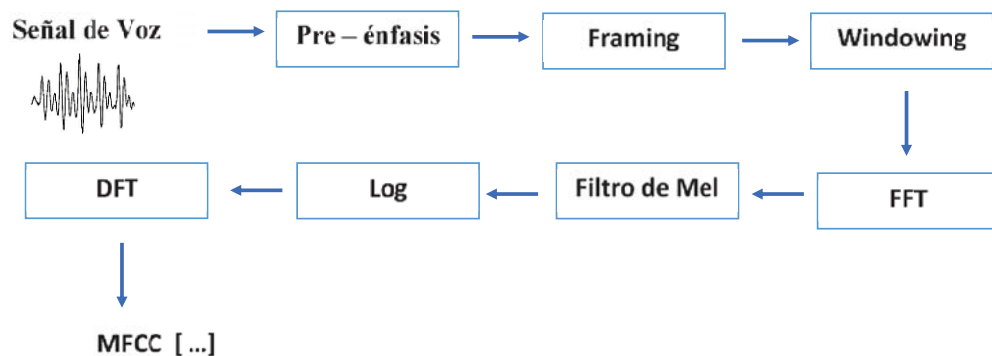 Señal de Voz
Pre – énfasis
Framing
Windowing
FFT
Filtro de Mel
Log
DFT
MFCC [ ...]